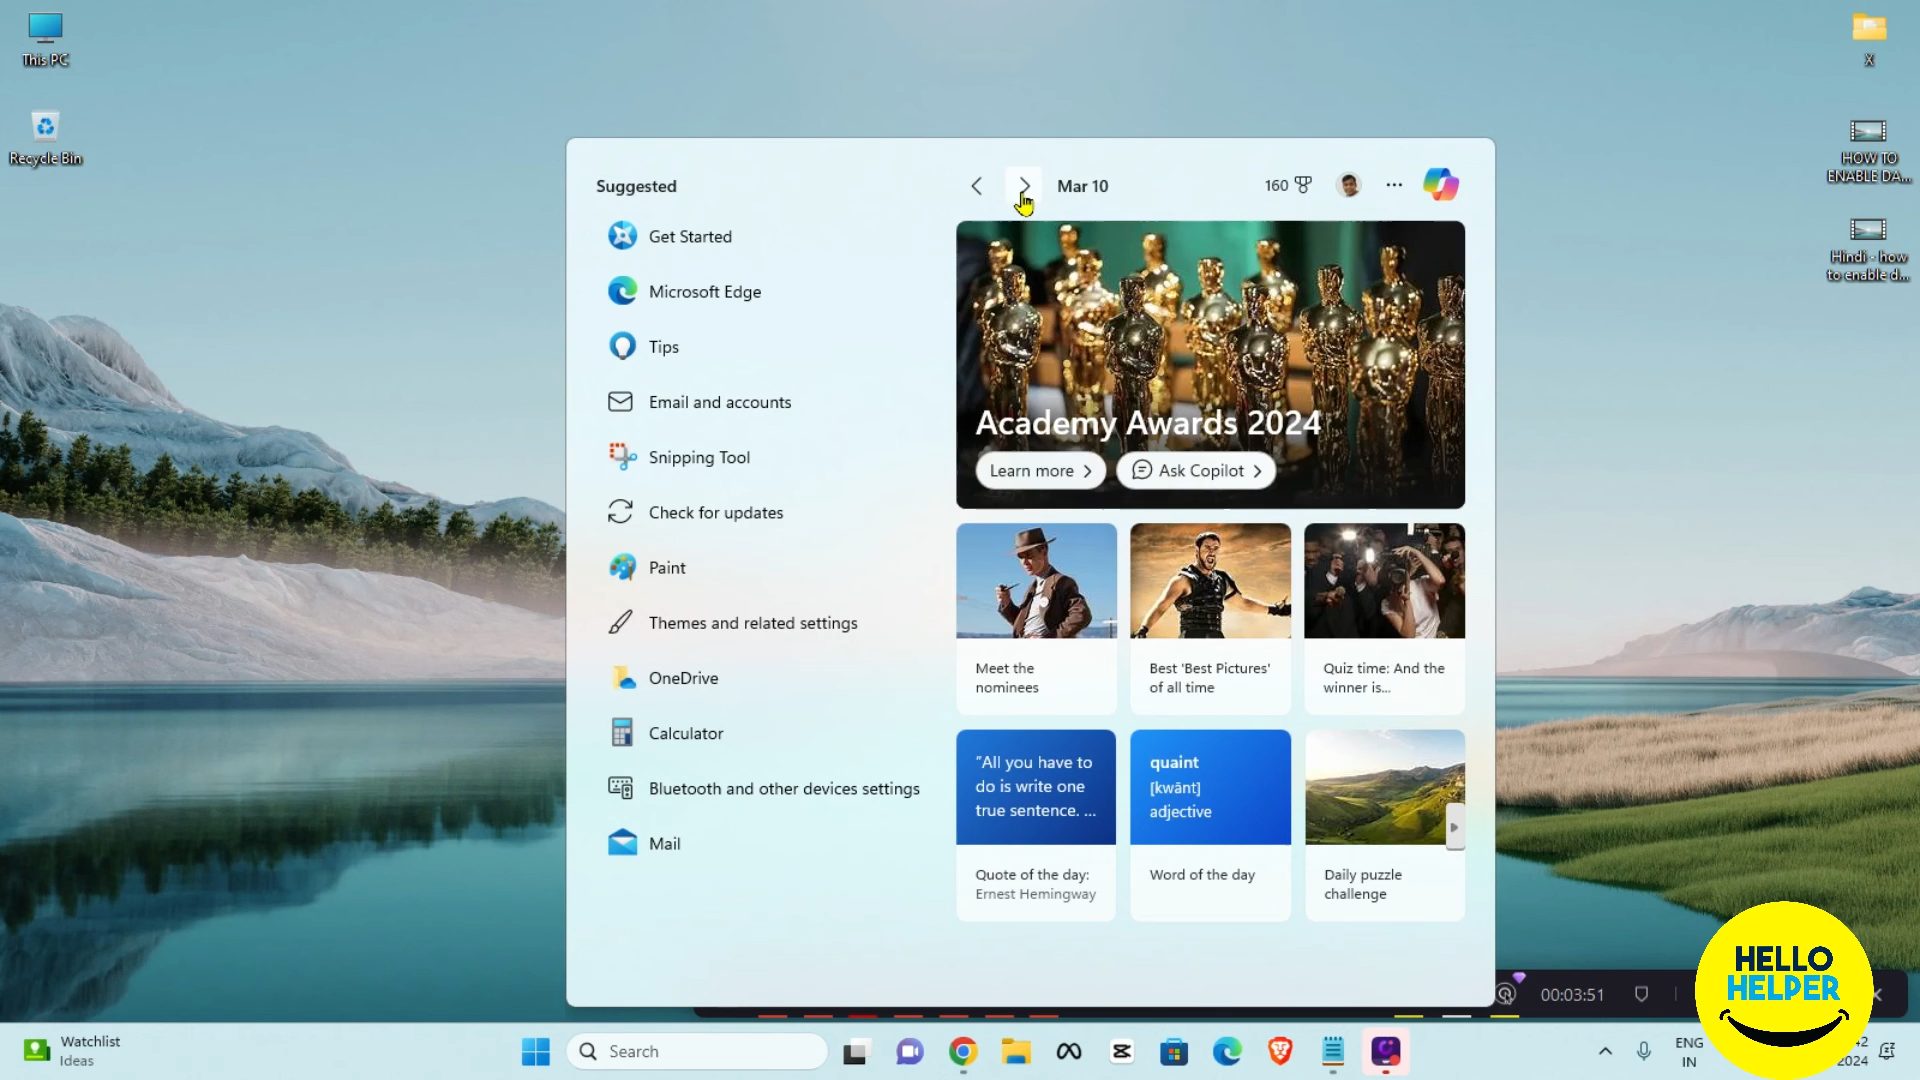 This PC
Recycle Bin
X
HOW TO
ENABLE DA...
Hindi - how
to enable d...
Suggested
Get Started
Microsoft Edge
Tips
Email and accounts
Snipping Tool
Check for updates
Paint
Themes and related settings
OneDrive
Calculator
Bluetooth and other devices settings
Mail
Mar 10
160
Academy Awards 2024
Learn more
Ask Copilot
Meet the
nominees
Best 'Best Pictures'
of all time
Quiz time: And the
winner is...
"All you have to
do is write one
true sentence. ...
Quote of the day:
Ernest Hemingway
quaint
[kwānt]
adjective
Word of the day
Daily puzzle
challenge
00:03:51
HELLO
HELPER
Watchlist
Ideas
Search
ENG
IN
2024